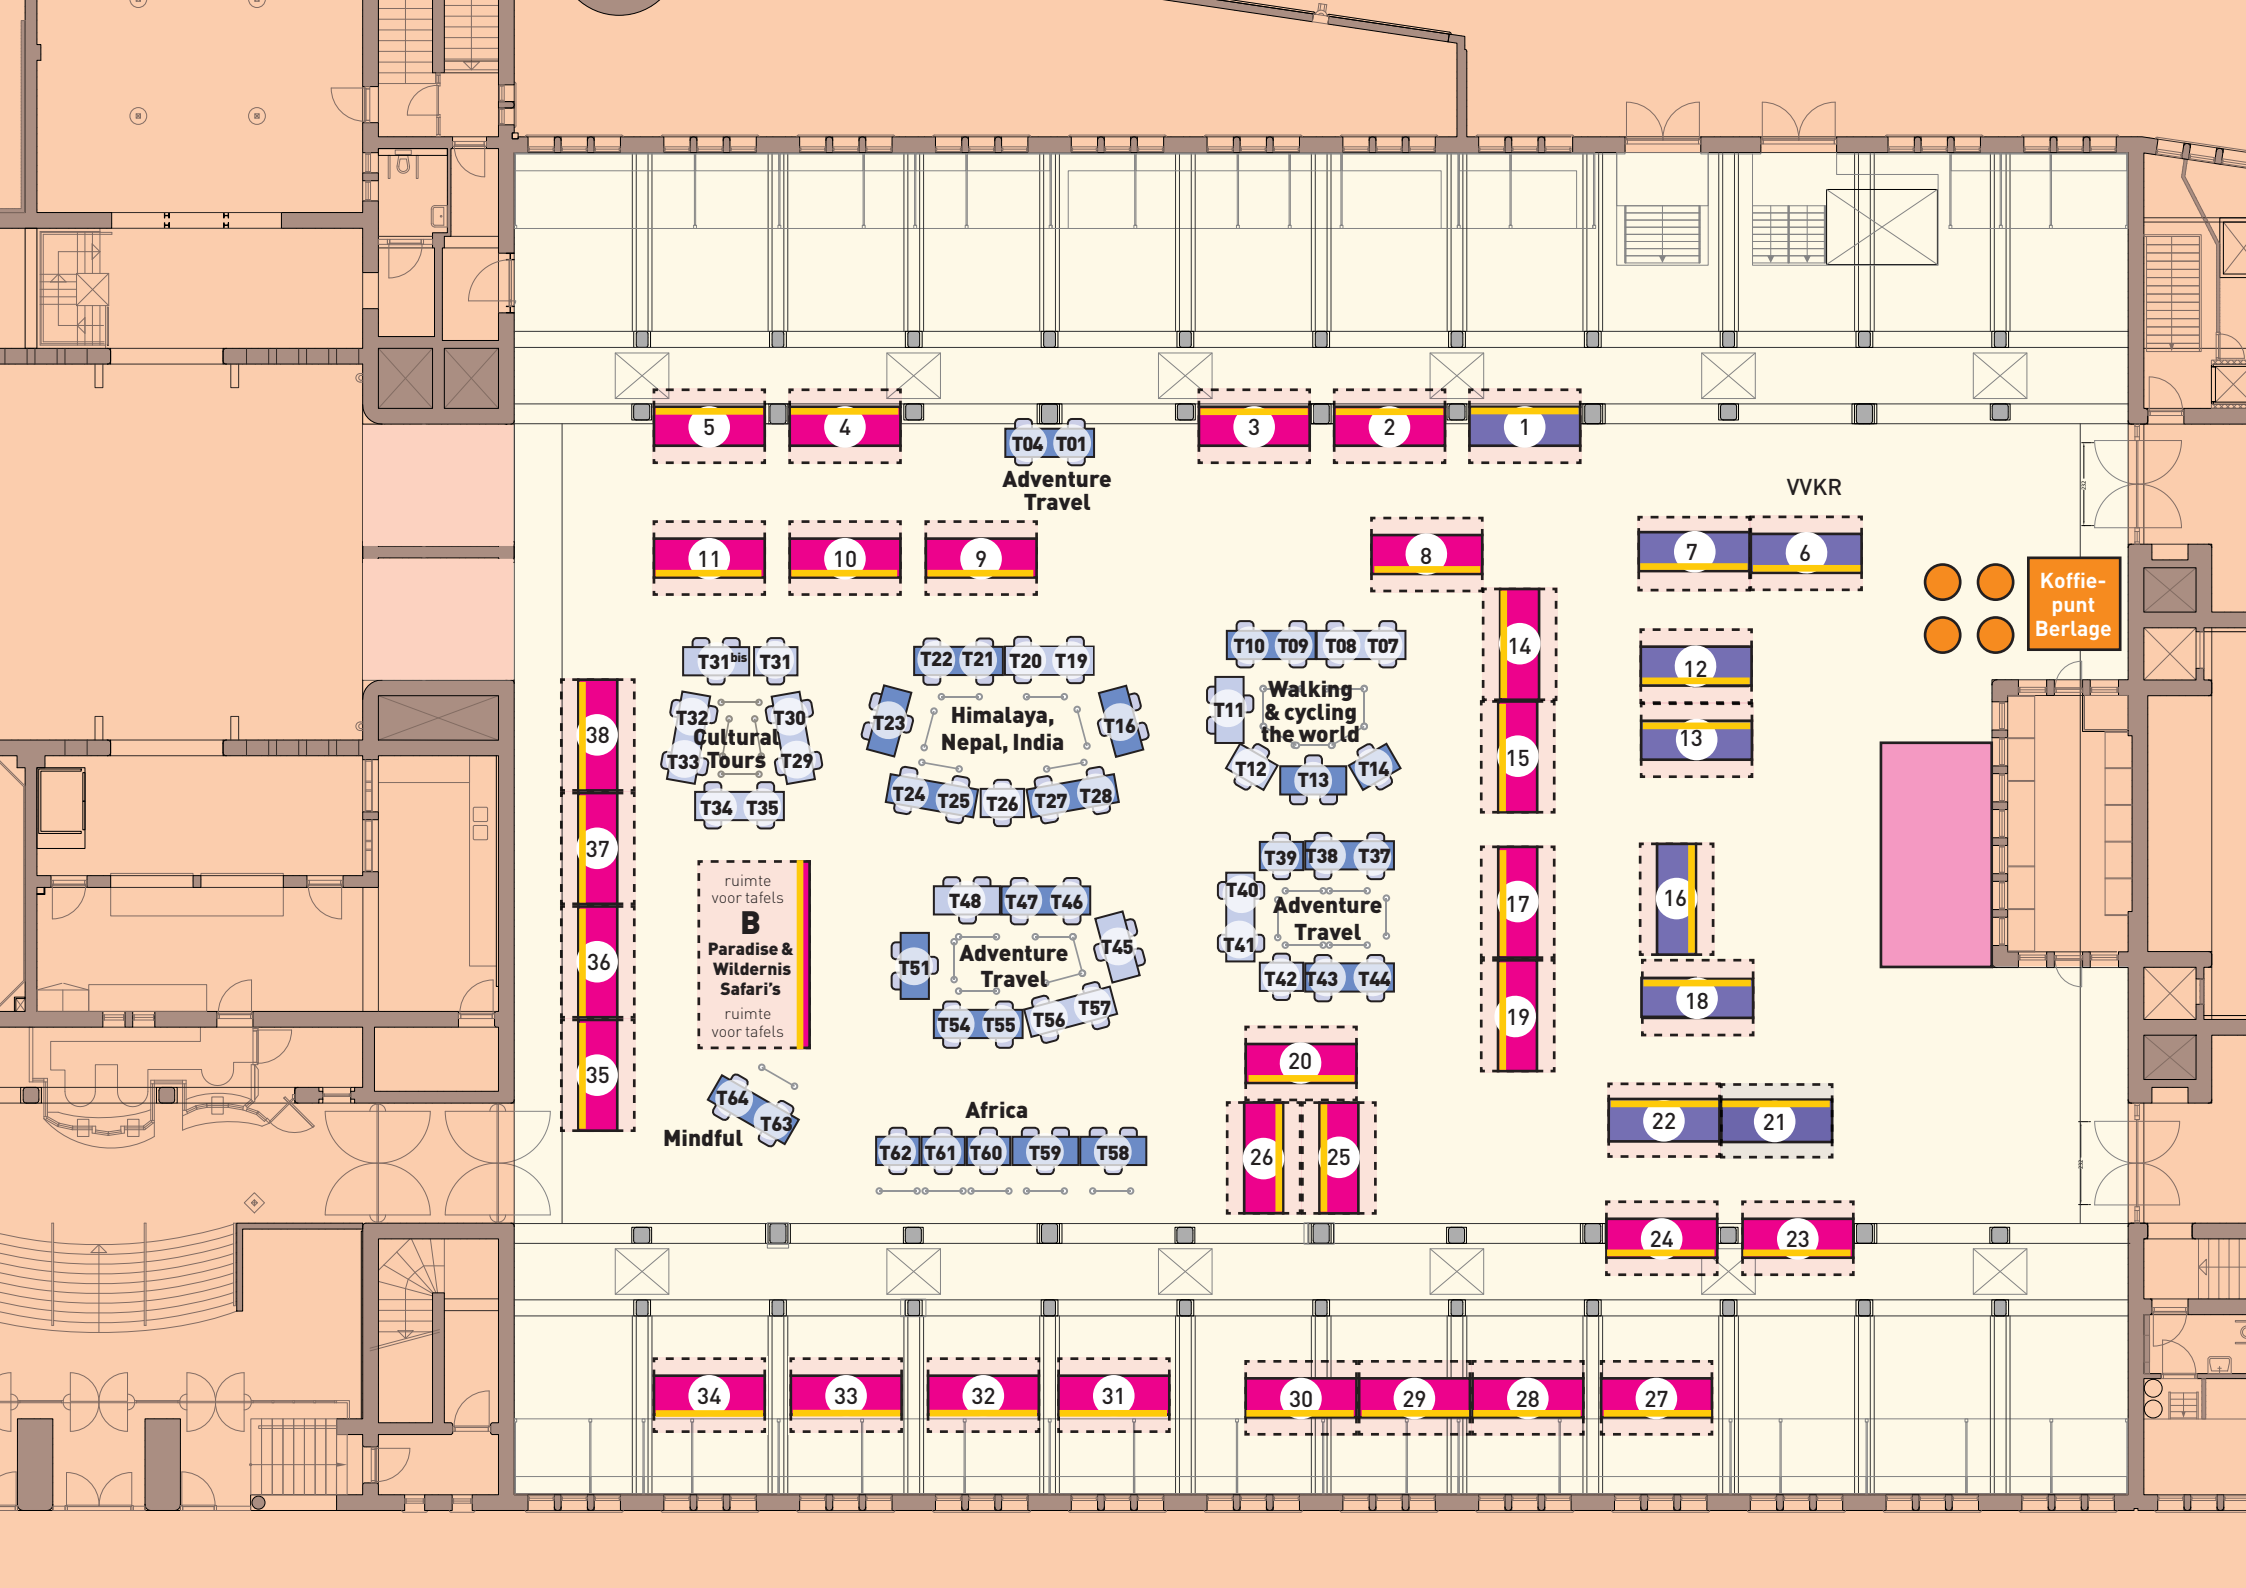 5
4
T04 T01
3
2
1
Adventure
Travel
VVKR
11
10
9
8
7
6
Koffie-
punt
Berlage
14
12
13
15
T31bis T31
T32
T30
Cultural
Tours
T33
T29
T34
T35
T22 T21 T20 T19
T23
Himalaya,
Nepal, India
T16
T24 T25 T26 T27 T28
T10 T09 T08 T07
T11
Walking
& cycling
the world
T12
T13
T14
38
37
36
35
ruimte
voor tafels
B
Paradise &
Wildernis
Safari's
ruimte
voor tafels
T48 T47 T46
T51
Adventure
Travel
T45
T54 T55 T56 T57
T39 T38 T37
T40
T41
Adventure
Travel
T42 T43 T44
17
19
16
18
20
26
25
22
21
24
23
T64
T63
Mindful
Africa
T62 T61 T60 T59 T58
34
33
32
31
30
29
28
27